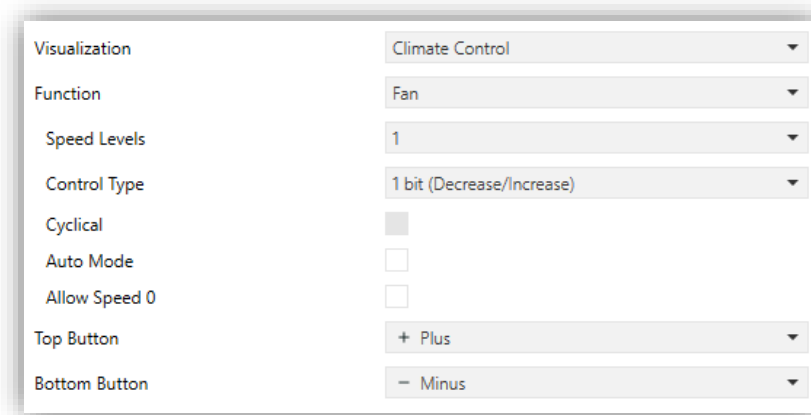 Visualization Climate Control
Function Fan
Speed Levels 1
Control Type 1 bit (Decrease/Increase)
Cyclical
Auto Mode
Allow Speed 0
Top Button + Plus
Bottom Button − Minus